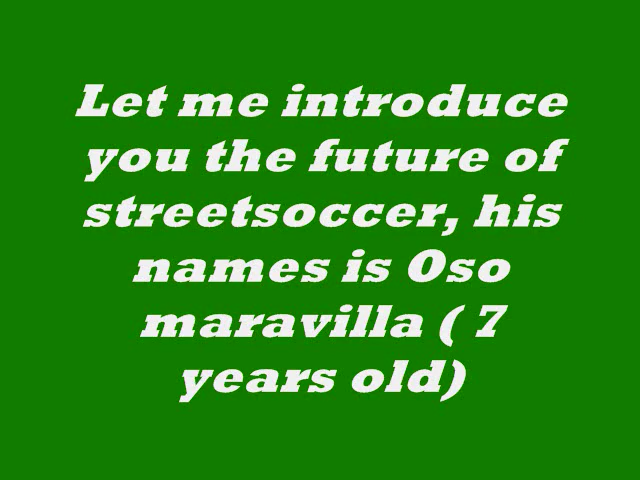 Let me introduce
you the future of
streetsoccer, his
names is Oso
maravilla ( 7
years old)